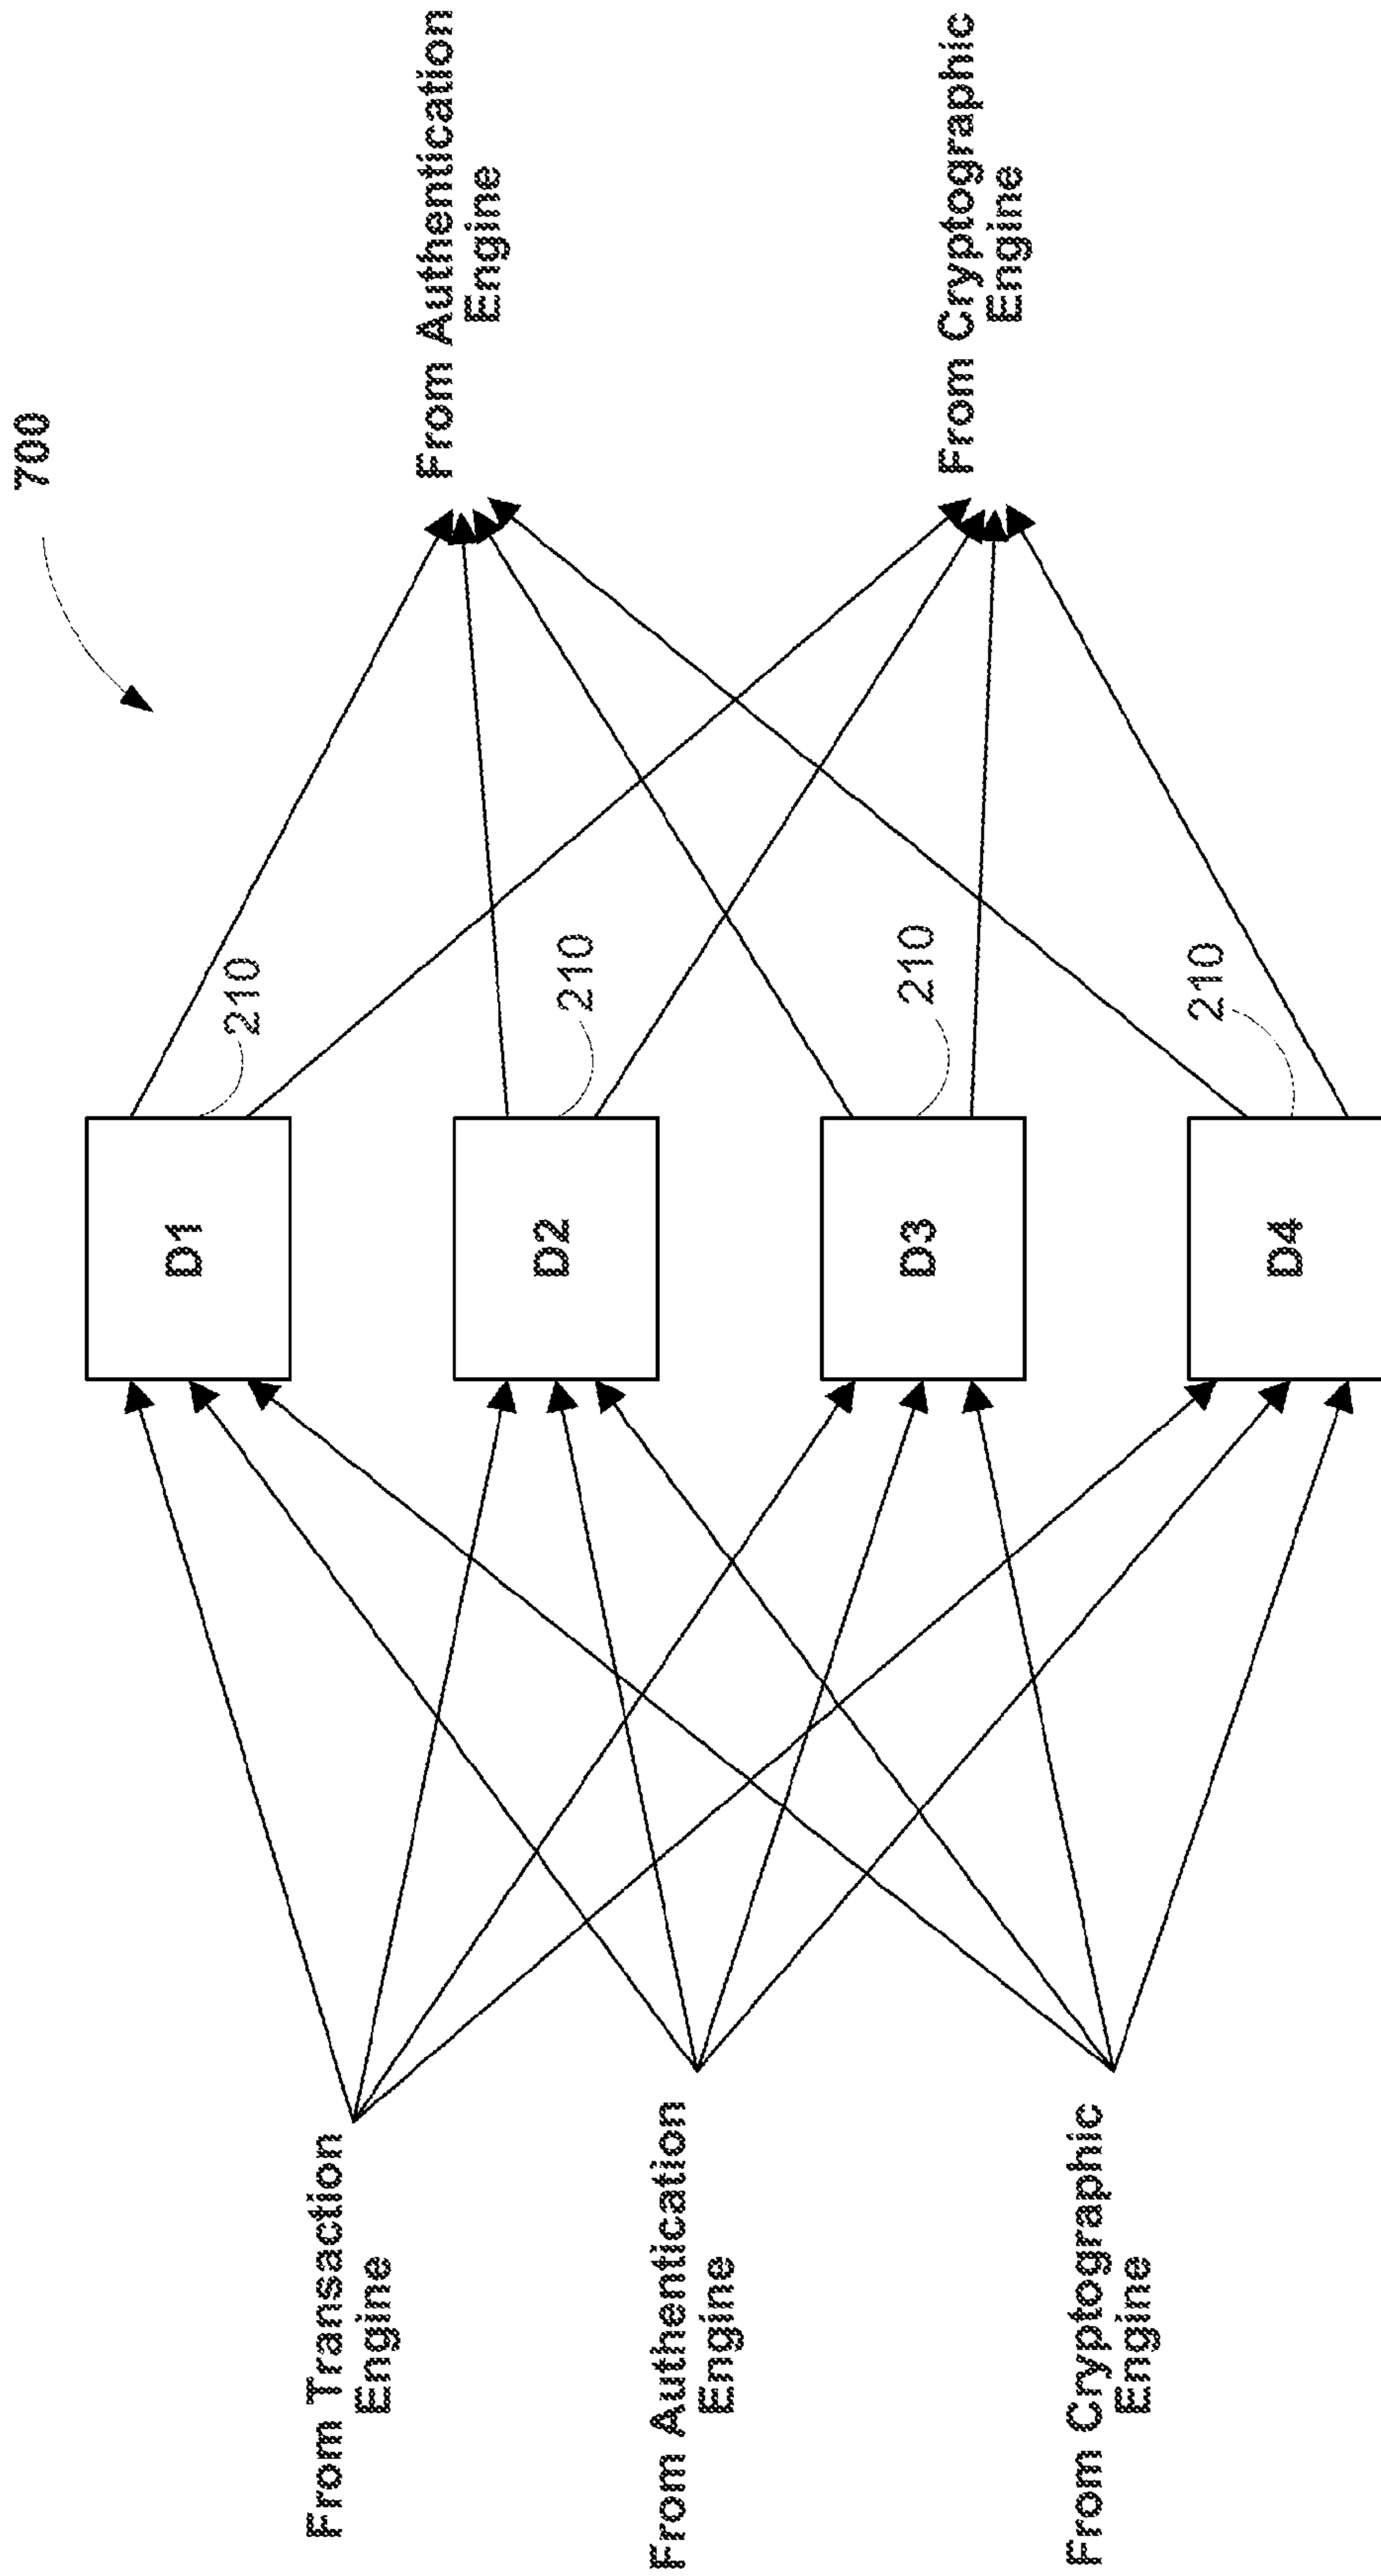 700
From Transaction
Engine
From Authentication
Engine
From Cryptographic
Engine
D1
210
D2
210
D3
210
D4
210
From Authentication
Engine
From Cryptographic
Engine